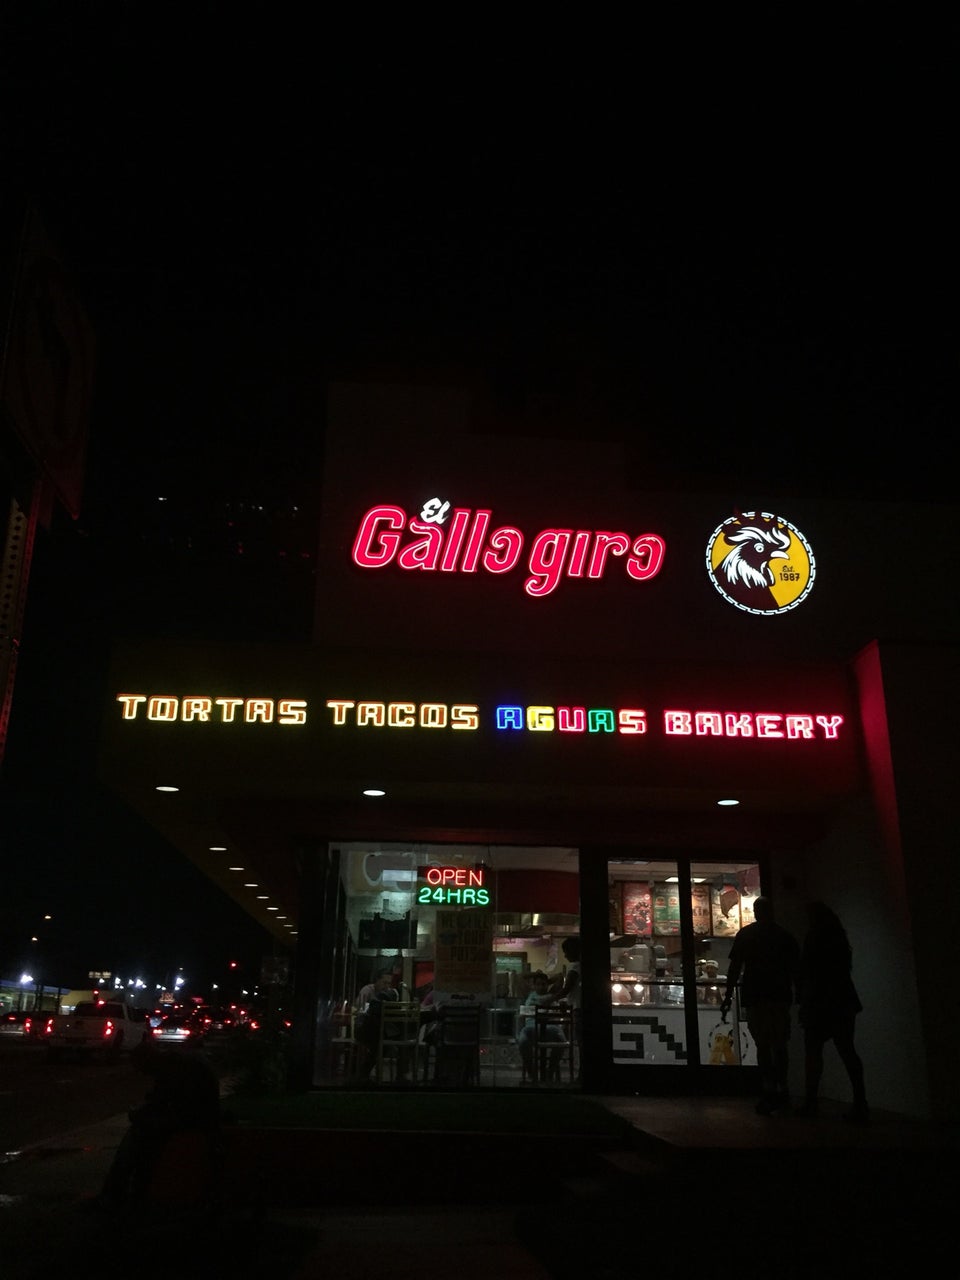 El
Gallo giro
Est.
1987
TORTAS TACOS AGUAS BAKERY
OPEN
24HRS